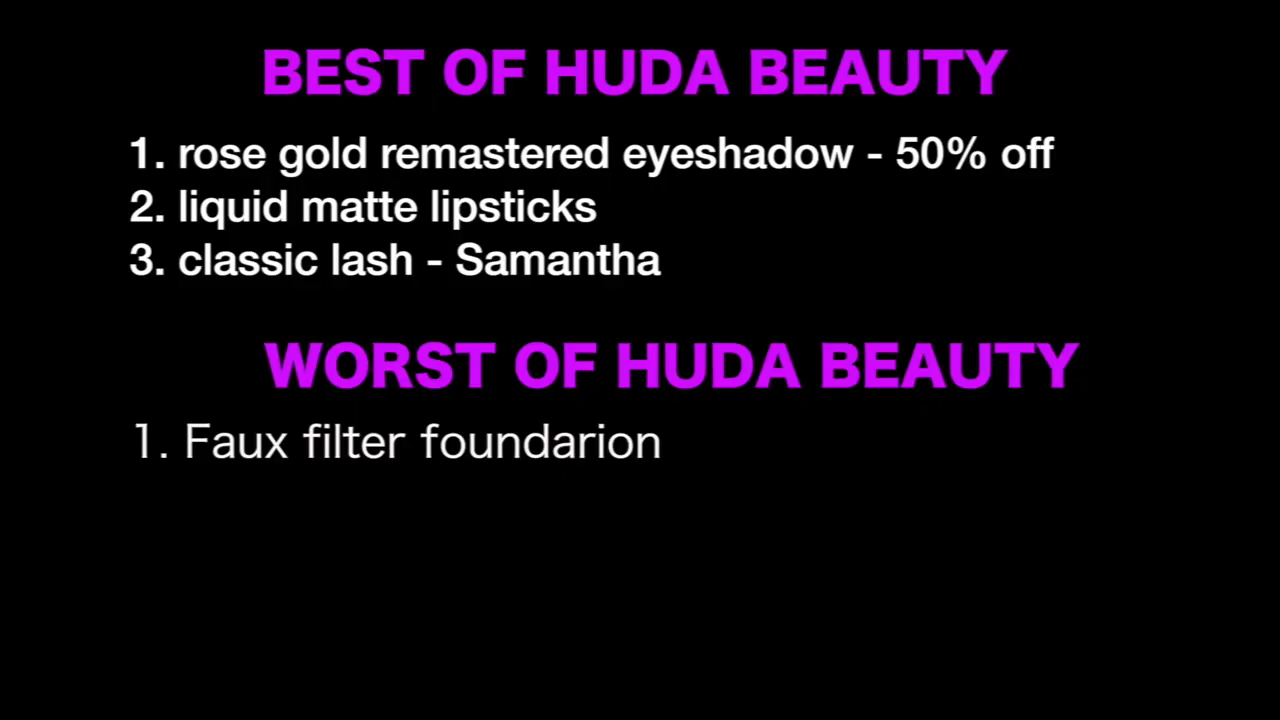 BEST OF HUDA BEAUTY
1. rose gold remastered eyeshadow - 50% off
2. liquid matte lipsticks
3. classic lash - Samantha
WORST OF HUDA BEAUTY
1. Faux filter foundarion